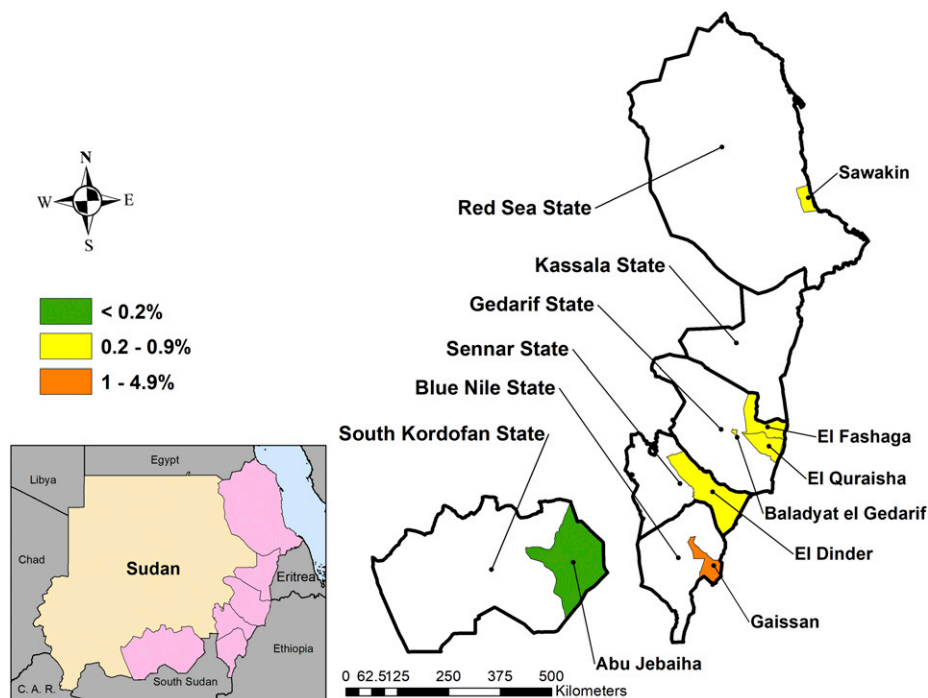 N
W E
S
Sawakin
Red Sea State
Kassala State
Gedarif State
Sennar State
Blue Nile State
South Kordofan State
< 0.2%
0.2 - 0.9%
1 - 4.9%
El Fashaga
El Quraisha
Baladyat el Gedarif
El Dinder
Gaissan
Abu Jebaiha
Egypt
Libya
Chad
Sudan
Eritrea
Ethiopia
South Sudan
C. A. R.
0 62.5125 250 375 500
Kilometers